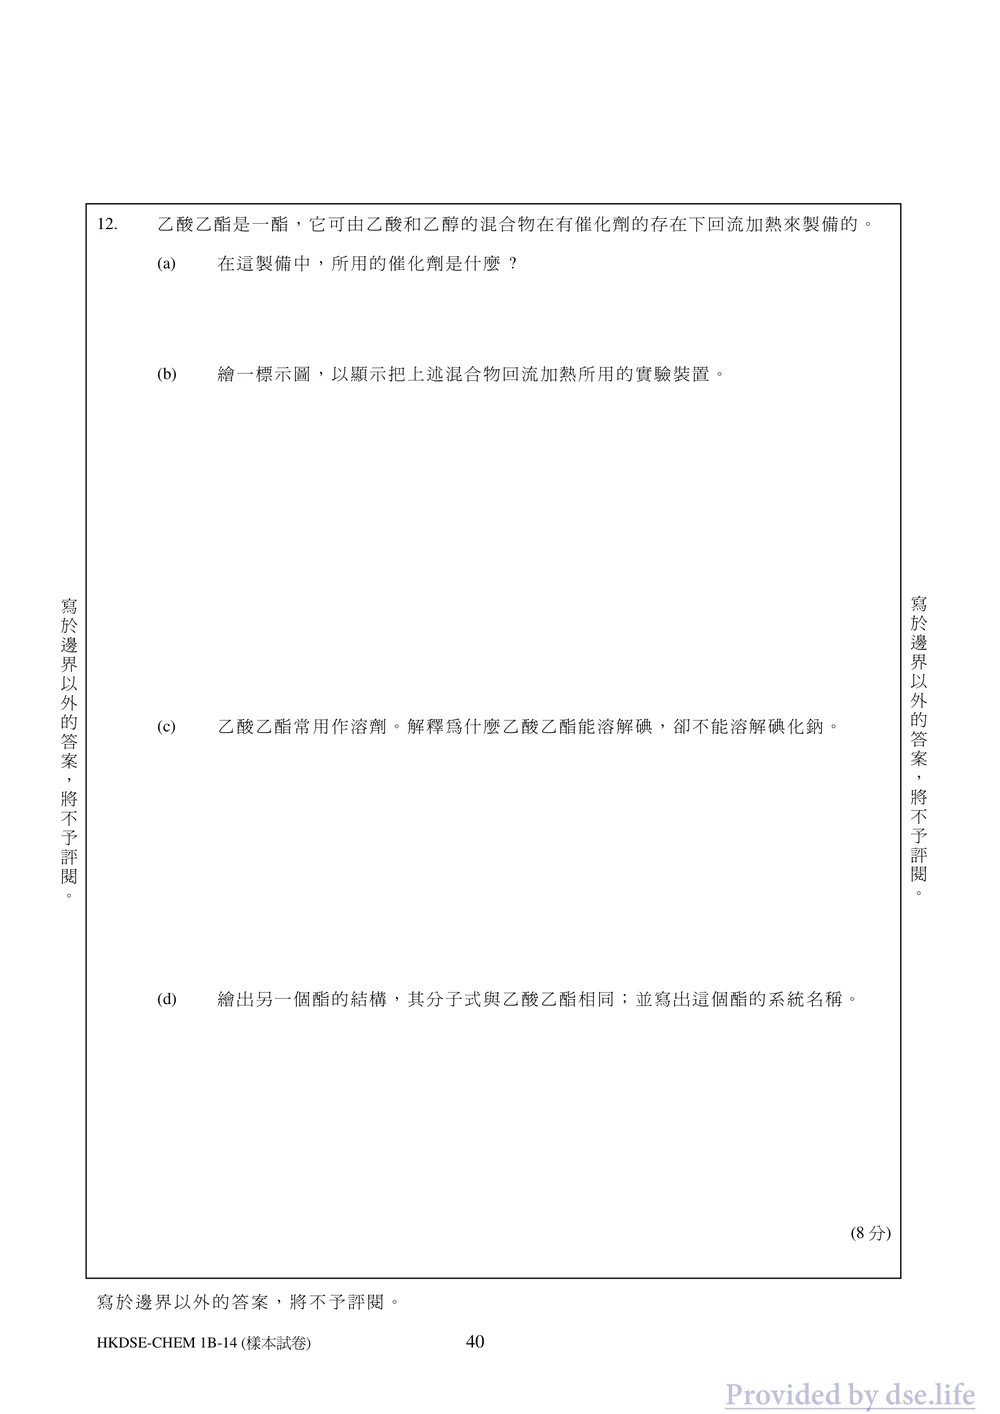 12. 乙酸乙酯是一酯，它可由乙酸和乙醇的混合物在有催化劑的存在下回流加熱來製備的。
(a) 在這製備中，所用的催化劑是什麼？
(b) 繪一標示圖，以顯示把上述混合物回流加熱所用的實驗裝置。
(c) 乙酸乙酯常用作溶劑。解釋爲什麼乙酸乙酯能溶解碘，卻不能溶解碘化鈉。
(d) 繪出另一個酯的結構，其分子式與乙酸乙酯相同；並寫出這個酯的系統名稱。
(8 分)
寫於邊界以外的答案，將不予評閱。
寫於邊界以外的答案，將不予評閱。
寫於邊界以外的答案，將不予評閱。
HKDSE-CHEM 1B-14 (樣本試卷)
40
Provided by dse.life